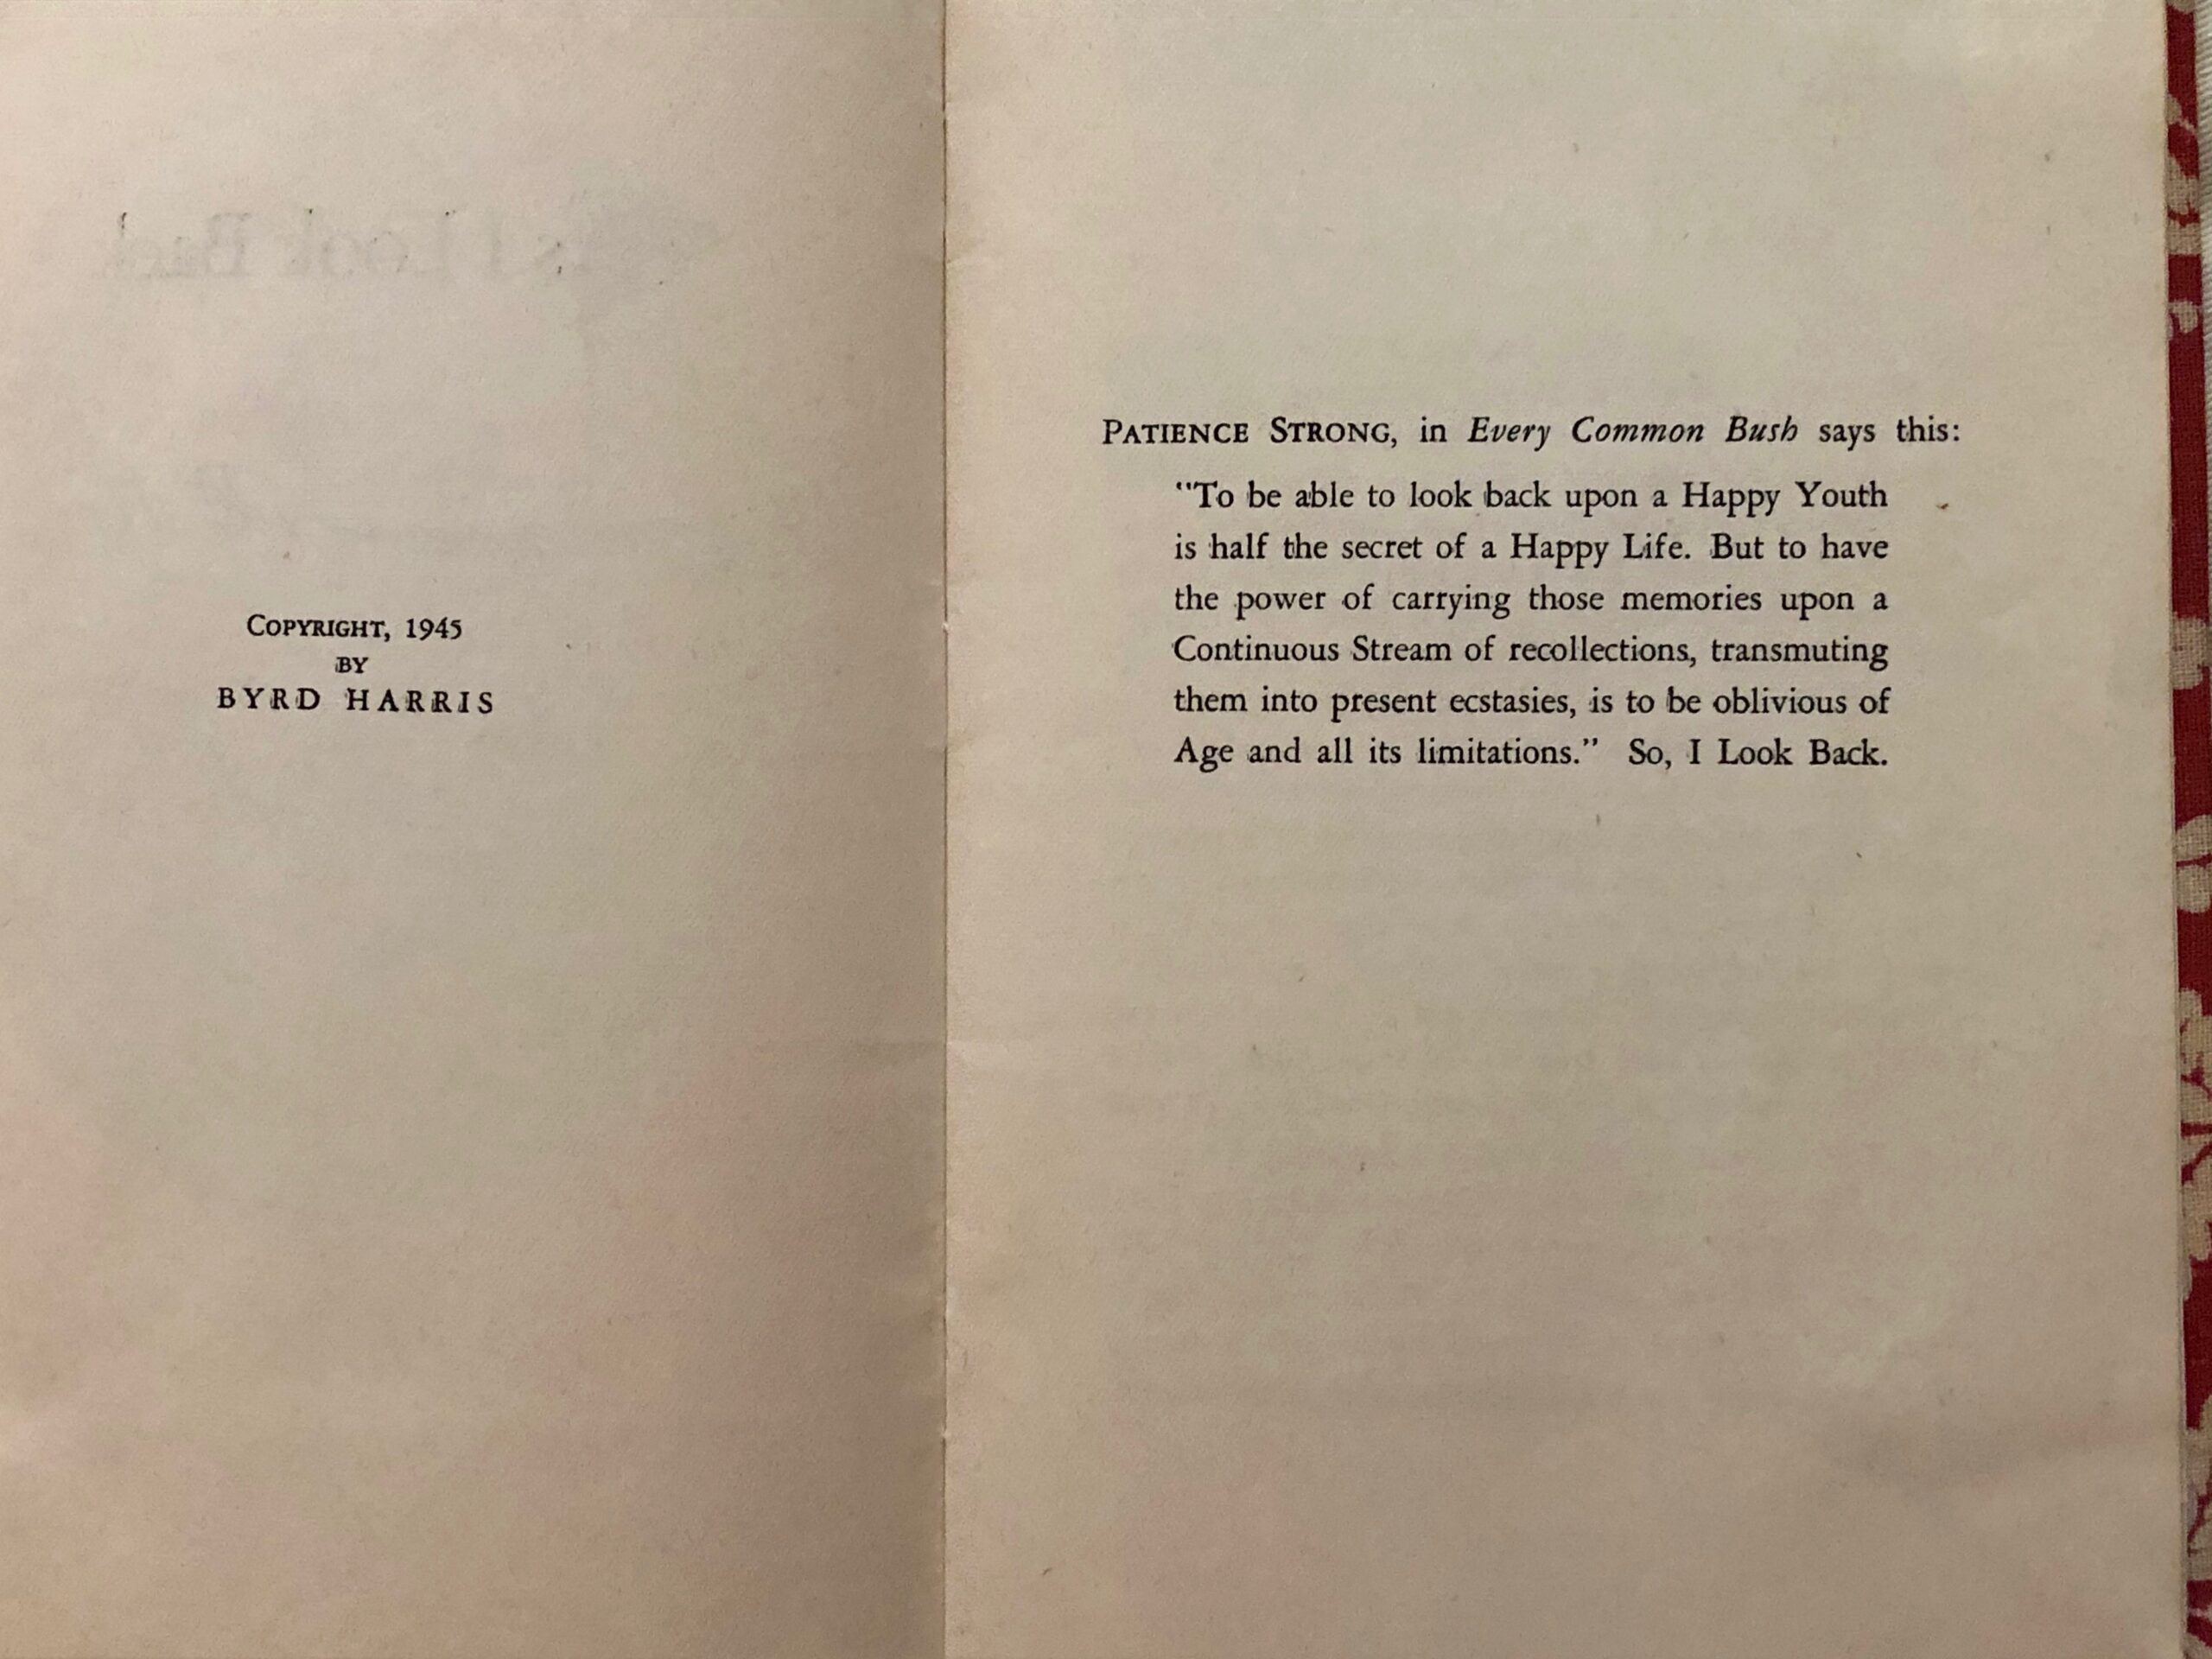 COPYRIGHT, 1945
BY
BYRD HARRIS
PATIENCE STRONG, in Every Common Bush says this:
"To be able to look back upon a Happy Youth
is half the secret of a Happy Life. But to have
the power of carrying those memories upon a
Continuous Stream of recollections, transmuting
them into present ecstasies, is to be oblivious of
Age and all its limitations." So, I Look Back.